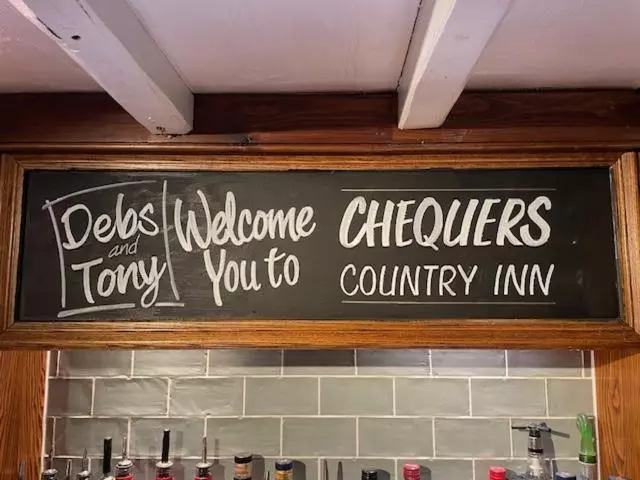 Debs
and
Tony
Welcome
You to
CHEQUERS
COUNTRY INN